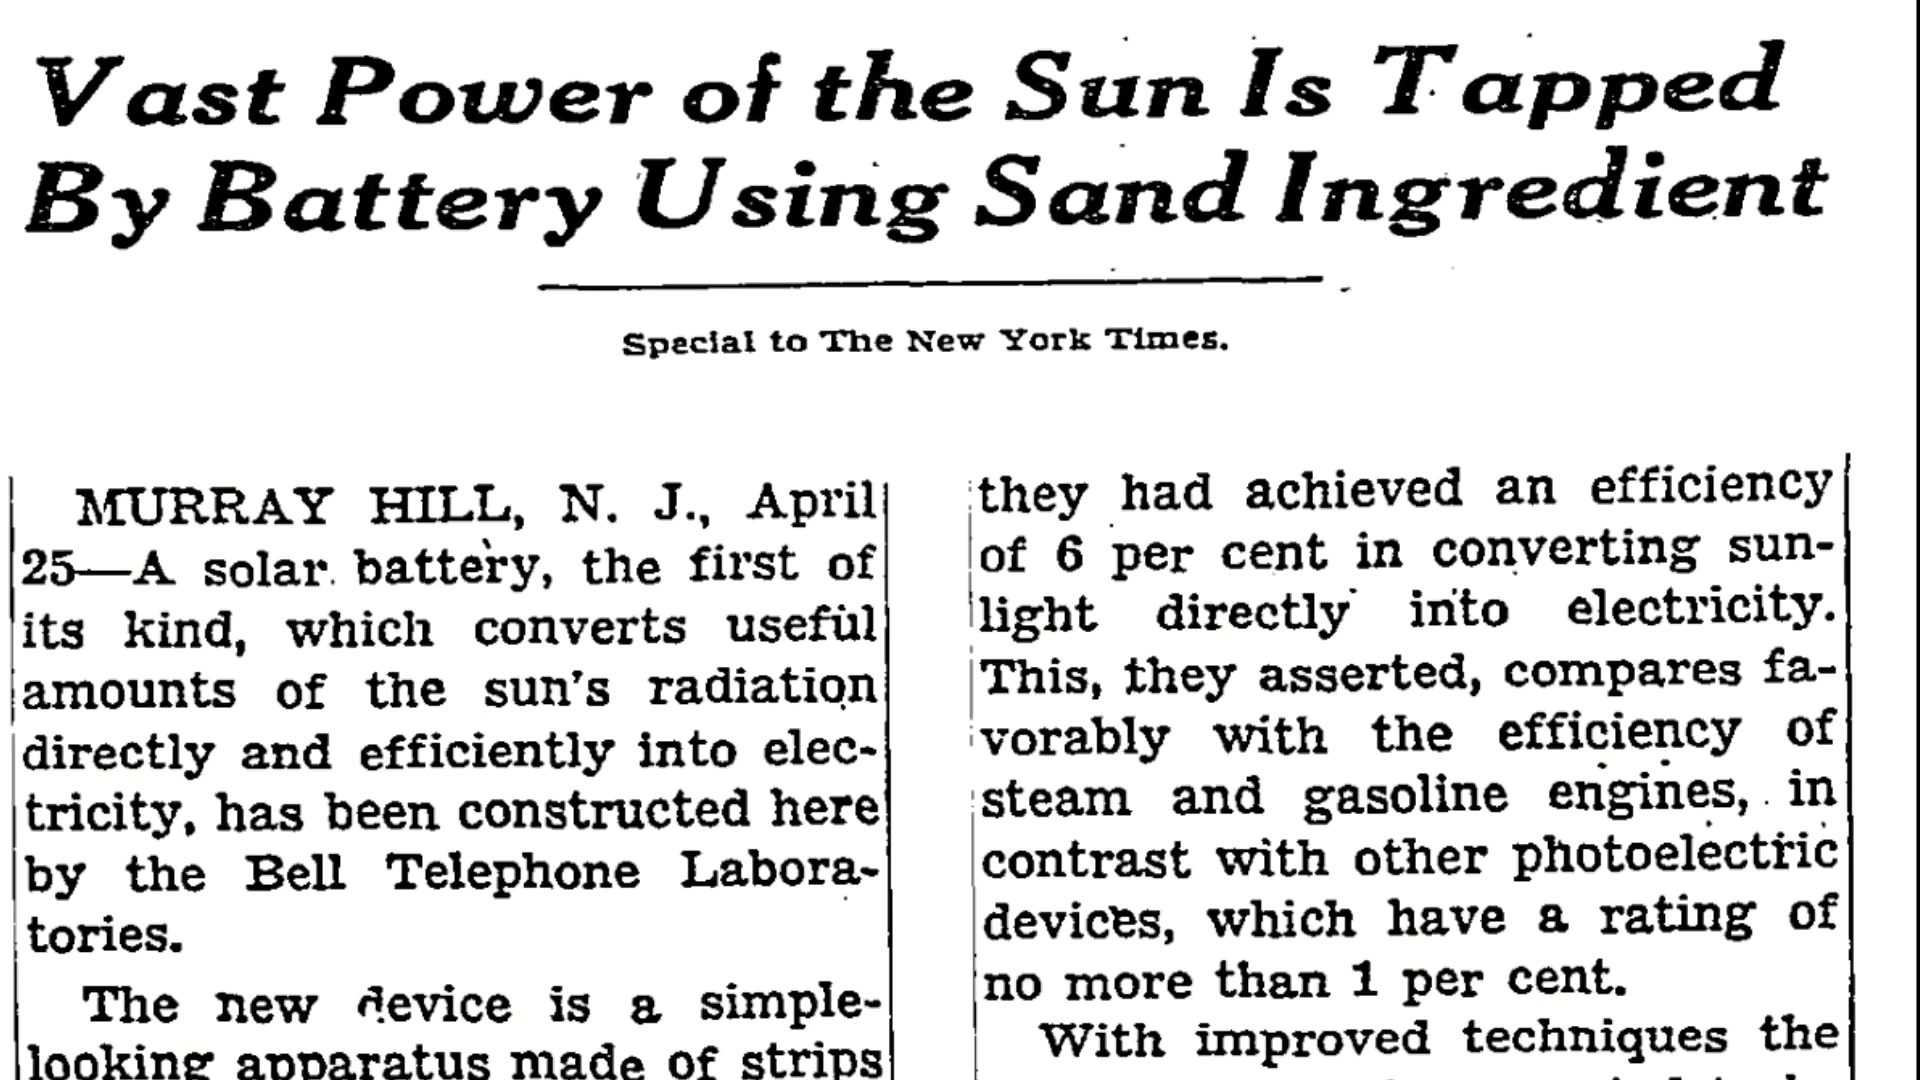 Vast Power of the Sun Is Tapped
By Battery Using Sand Ingredient
Special to The New York Times.
MURRAY HILL, N. J., April
25—A solar battery, the first of
its kind, which converts useful
amounts of the sun's radiation
directly and efficiently into elec-
tricity, has been constructed here
by the Bell Telephone Labora-
tories.
The new device is a simple-
looking apparatus made of strips
they had achieved an efficiency
of 6 per cent in converting sun-
light directly into electricity.
This, they asserted, compares fa-
vorably with the efficiency of
steam and gasoline engines, in
contrast with other photoelectric
devices, which have a rating of
no more than 1 per cent.
With improved techniques the